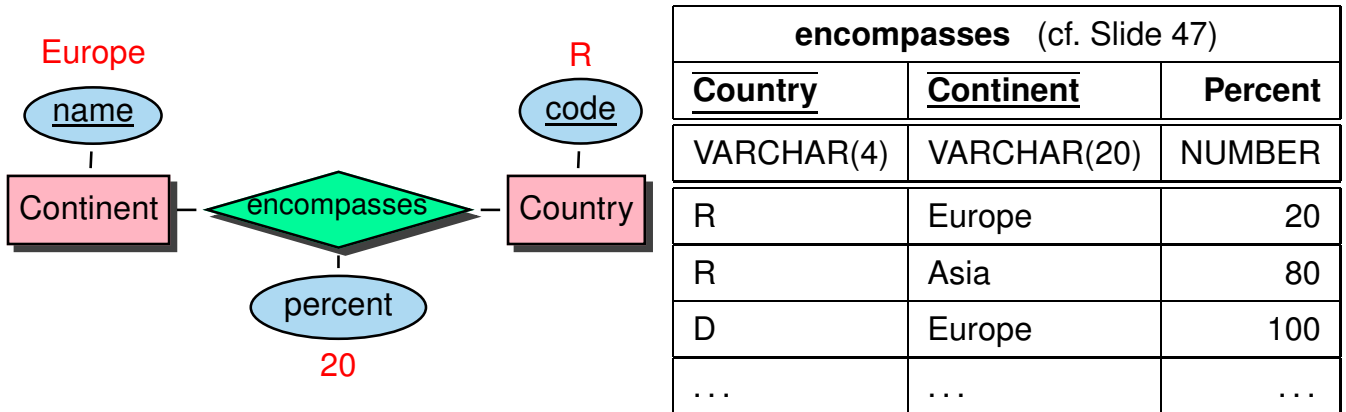 Europe
R
name
code
Continent
encompasses
Country
percent
20
encompasses (cf. Slide 47)
Country Continent Percent
VARCHAR(4) VARCHAR(20) NUMBER
R Europe 20
R Asia 80
D Europe 100
. . . . . . . . .